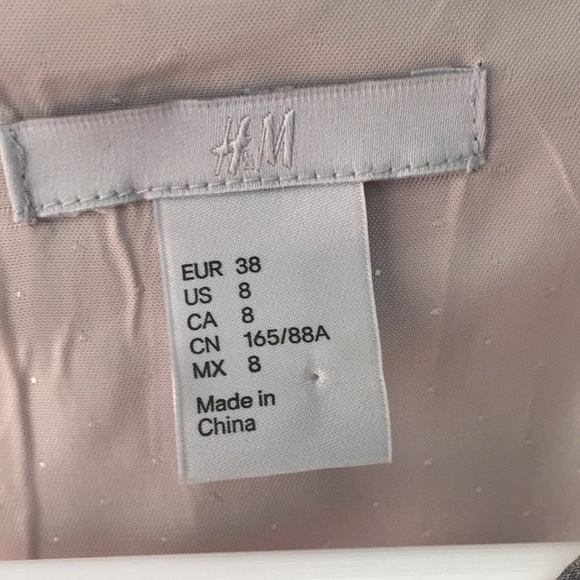 H&M
EUR 38
US 8
CA 8
CN 165/88A
MX 8
Made in
China